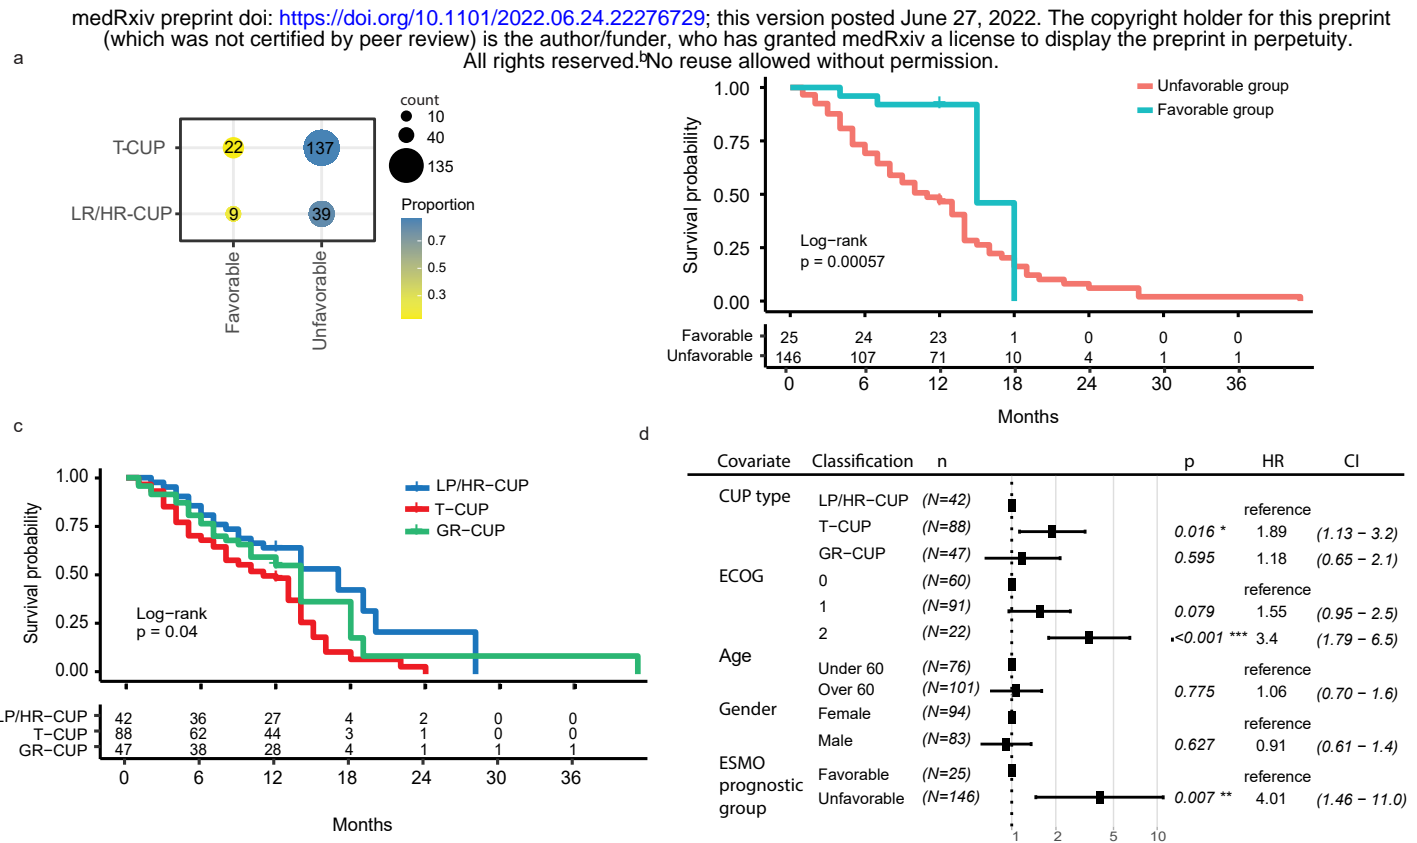 medRxiv preprint doi: https://doi.org/10.1101/2022.06.24.22276729; this version posted June 27, 2022. The copyright holder for this preprint
(which was not certified by peer review) is the author/funder, who has granted medRxiv a license to display the preprint in perpetuity.
All rights reserved. No reuse allowed without permission.
a
count
10
40
135
T-CUP 22 137
LR/HR-CUP 9 39
Proportion
0.7
0.5
0.3
Favorable
Unfavorable
b
Unfavorable group
Favorable group
Survival probability
1.00
0.75
0.50
0.25
0.00
Log−rank
p = 0.00057
Favorable 25 24 23 1 0 0 0
Unfavorable 146 107 71 10 4 1 1
0 6 12 18 24 30 36
Months
c
LP/HR−CUP
T−CUP
GR−CUP
Survival probability
1.00
0.75
0.50
0.25
0.00
Log−rank
p = 0.04
LP/HR−CUP 42 36 27 4 2 0 0
T−CUP 88 62 44 3 1 0 0
GR−CUP 47 38 28 4 1 1 1
0 6 12 18 24 30 36
Months
d
Covariate Classification n p HR CI
CUP type LP/HR−CUP (N=42) reference
T−CUP (N=88) 0.016 * 1.89 (1.13 − 3.2)
GR−CUP (N=47) 0.595 1.18 (0.65 − 2.1)
ECOG 0 (N=60) reference
1 (N=91) 0.079 1.55 (0.95 − 2.5)
2 (N=22) <0.001 *** 3.4 (1.79 − 6.5)
Age Under 60 (N=76) reference
Over 60 (N=101) 0.775 1.06 (0.70 − 1.6)
Gender Female (N=94) reference
Male (N=83) 0.627 0.91 (0.61 − 1.4)
ESMO
prognostic
group
Favorable (N=25) reference
Unfavorable (N=146) 0.007 ** 4.01 (1.46 − 11.0)
1 2 5 10